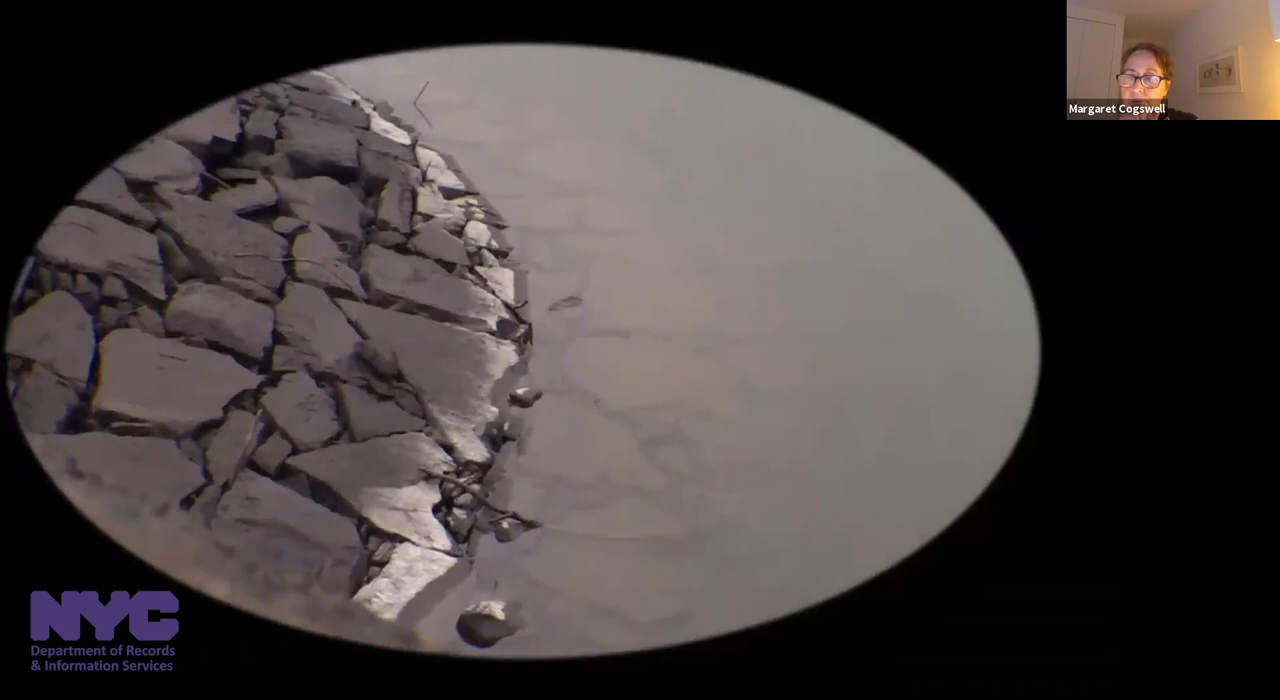 Margaret Cogswell
NYC
Department of Records
& Information Services